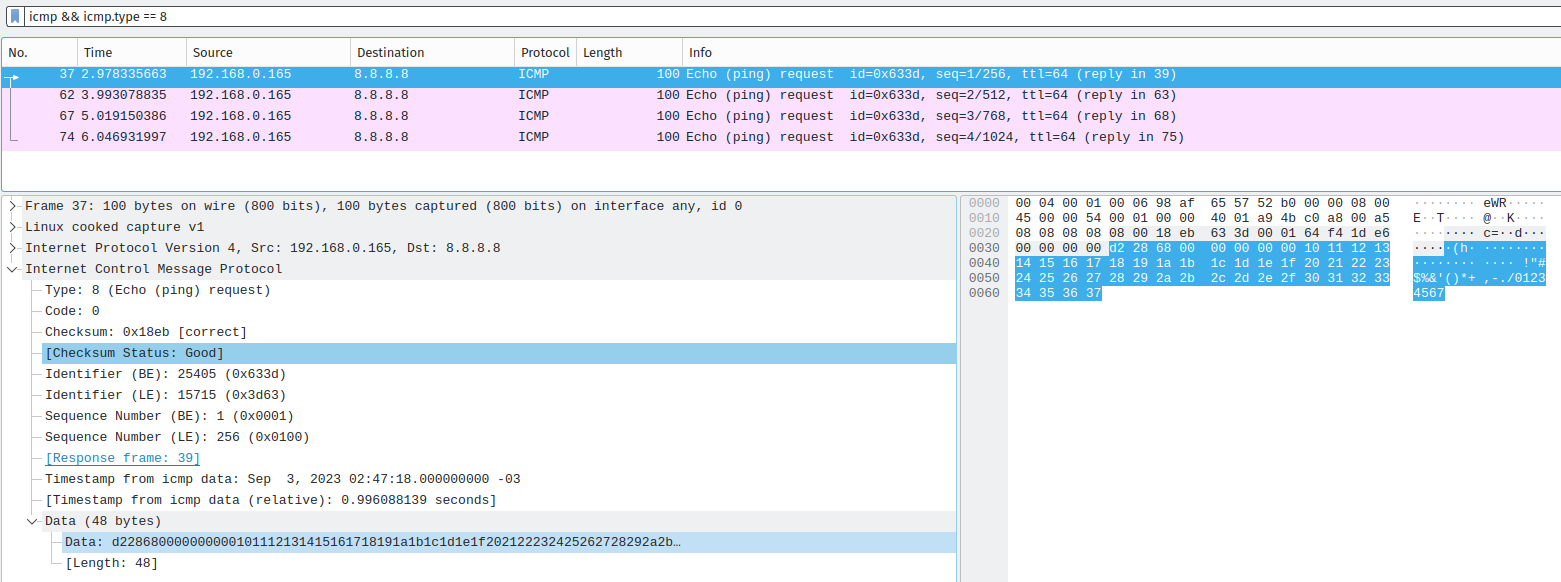 icmp && icmp.type == 8
No. Time Source Destination Protocol Length Info
37 2.978335663 192.168.0.165 8.8.8.8 ICMP 100 Echo (ping) request id=0x633d, seq=1/256, ttl=64 (reply in 39)
62 3.993078835 192.168.0.165 8.8.8.8 ICMP 100 Echo (ping) request id=0x633d, seq=2/512, ttl=64 (reply in 63)
67 5.019150386 192.168.0.165 8.8.8.8 ICMP 100 Echo (ping) request id=0x633d, seq=3/768, ttl=64 (reply in 68)
74 6.046931997 192.168.0.165 8.8.8.8 ICMP 100 Echo (ping) request id=0x633d, seq=4/1024, ttl=64 (reply in 75)
Frame 37: 100 bytes on wire (800 bits), 100 bytes captured (800 bits) on interface any, id 0
Linux cooked capture v1
Internet Protocol Version 4, Src: 192.168.0.165, Dst: 8.8.8.8
Internet Control Message Protocol
Type: 8 (Echo (ping) request)
Code: 0
Checksum: 0x18eb [correct]
[Checksum Status: Good]
Identifier (BE): 25405 (0x633d)
Identifier (LE): 15715 (0x3d63)
Sequence Number (BE): 1 (0x0001)
Sequence Number (LE): 256 (0x0100)
[Response frame: 39]
Timestamp from icmp data: Sep  3, 2023 02:47:18.000000000 -03
[Timestamp from icmp data (relative): 0.996088139 seconds]
Data (48 bytes)
Data: d228680000000000101112131415161718191a1b1c1d1e1f202122232425262728292a2b…
[Length: 48]
0000 00 04 00 01 00 06 98 af 65 57 52 b0 00 00 08 00 ········ eWR·····
0010 45 00 00 54 00 01 00 00 40 01 a9 4b c0 a8 00 a5 E··T···· @··K····
0020 08 08 08 08 08 00 18 eb 63 3d 00 01 64 f1 1d e6 ········ c=··d···
0030 00 00 00 00 d2 28 68 00 00 00 00 00 10 11 12 13 ·····(h· ········
0040 14 15 16 17 18 19 1a 1b 1c 1d 1e 1f 20 21 22 23 ········ ···· !"#
0050 24 25 26 27 28 29 2a 2b 2c 2d 2e 2f 30 31 32 33 $%&'()*+ ,-./0123
0060 34 35 36 37 4567